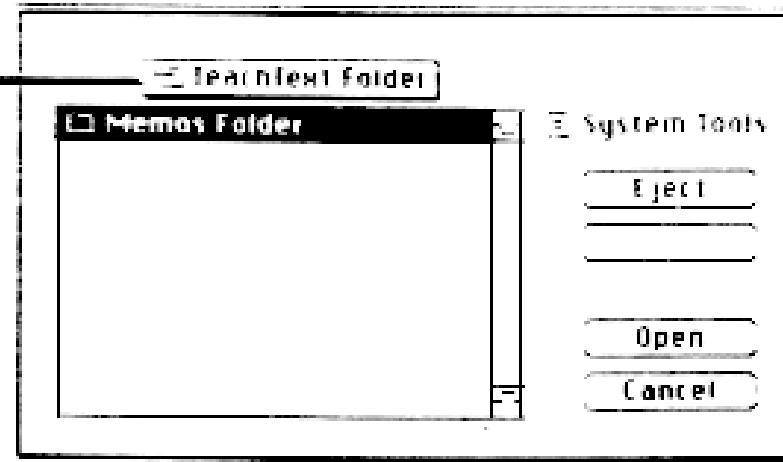 TeachText Folder
Memos Folder
System Tools
Eject
Open
Cancel